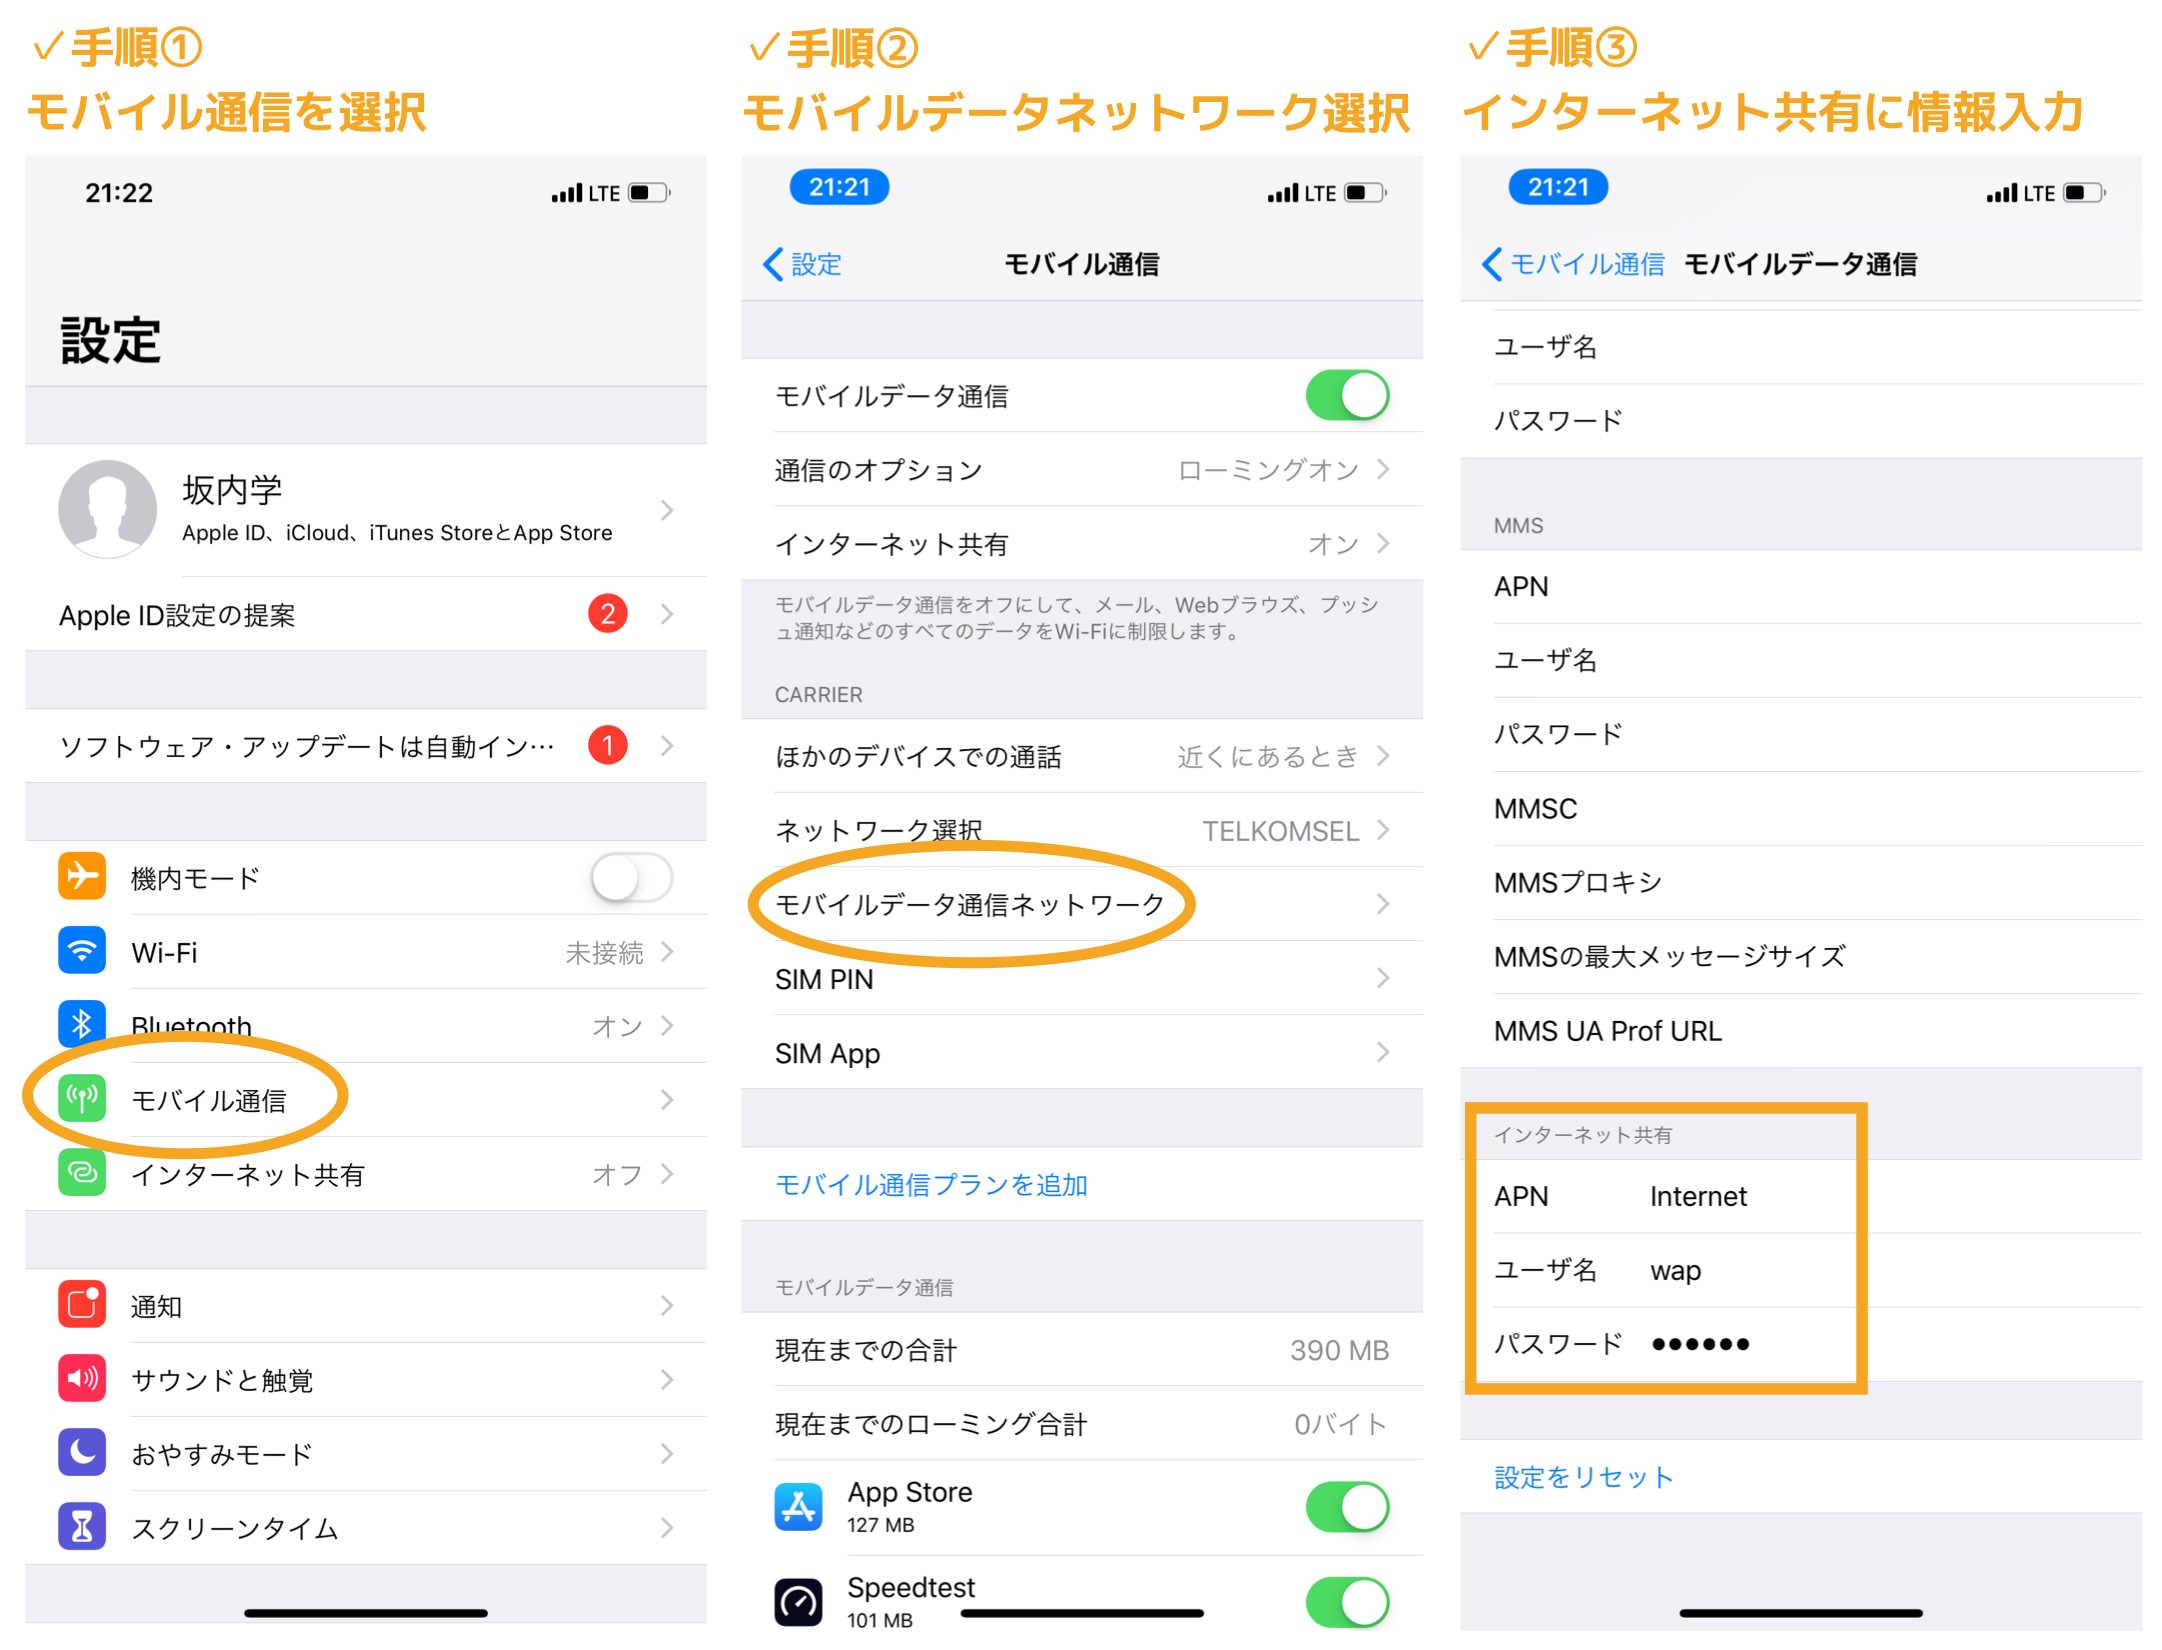 ✓手順①
モバイル通信を選択
21:22
LTE
設定
坂内学
Apple ID、iCloud、iTunes StoreとApp Store
Apple ID設定の提案
2
ソフトウェア・アップデートは自動イン…
1
機内モード
Wi-Fi 未接続
Bluetooth オン
モバイル通信
インターネット共有 オフ
通知
サウンドと触覚
おやすみモード
スクリーンタイム
✓手順②
モバイルデータネットワーク選択
21:21
LTE
設定 モバイル通信
モバイルデータ通信
通信のオプション ローミングオン
インターネット共有 オン
モバイルデータ通信をオフにして、メール、Webブラウズ、プッシ
ュ通知などのすべてのデータをWi-Fiに制限します。
CARRIER
ほかのデバイスでの通話 近くにあるとき
ネットワーク選択 TELKOMSEL
モバイルデータ通信ネットワーク
SIM PIN
SIM App
モバイル通信プランを追加
モバイルデータ通信
現在までの合計 390 MB
現在までのローミング合計 0バイト
App Store
127 MB
Speedtest
101 MB
✓手順③
インターネット共有に情報入力
21:21
LTE
モバイル通信 モバイルデータ通信
ユーザ名
パスワード
MMS
APN
ユーザ名
パスワード
MMSC
MMSプロキシ
MMSの最大メッセージサイズ
MMS UA Prof URL
インターネット共有
APN Internet
ユーザ名 wap
パスワード ●●●●●●
設定をリセット